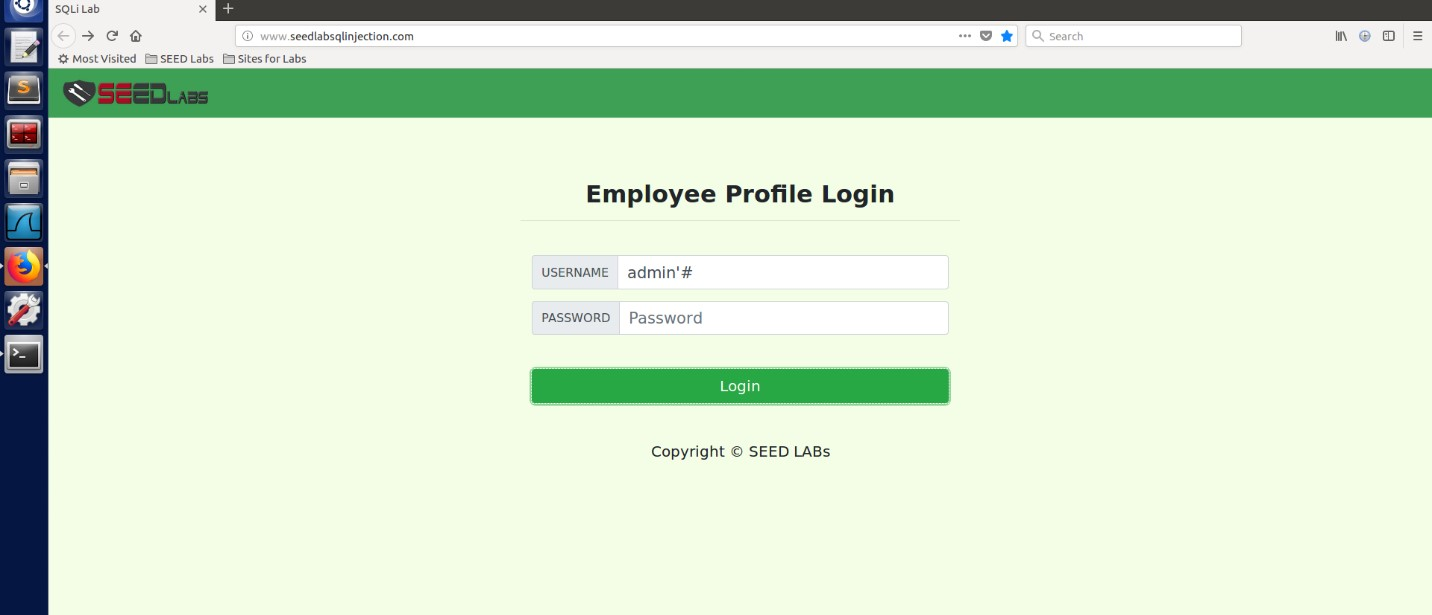 SQLi Lab
www.seedlabsqlinjection.com
Search
Most Visited SEED Labs Sites for Labs
SEEDLABS
Employee Profile Login
USERNAME admin'#
PASSWORD Password
Login
Copyright © SEED LABs